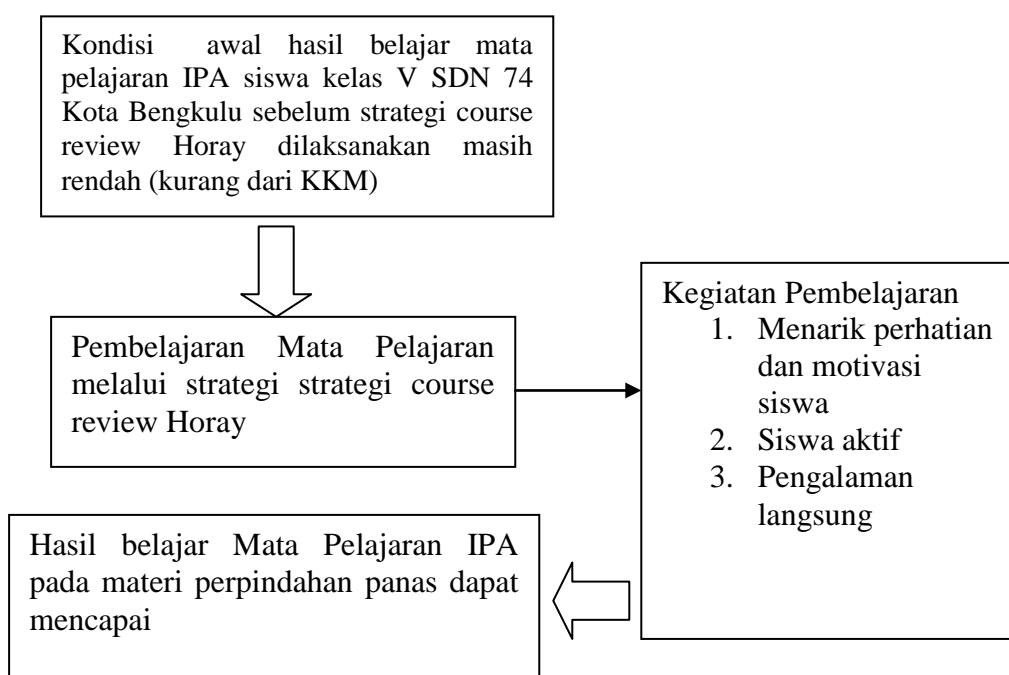 Kondisi awal hasil belajar mata
pelajaran IPA siswa kelas V SDN 74
Kota Bengkulu sebelum strategi course
review Horay dilaksanakan masih
rendah (kurang dari KKM)
Pembelajaran Mata Pelajaran
melalui strategi strategi course
review Horay
Kegiatan Pembelajaran
1. Menarik perhatian
dan motivasi
siswa
2. Siswa aktif
3. Pengalaman
langsung
Hasil belajar Mata Pelajaran IPA
pada materi perpindahan panas dapat
mencapai